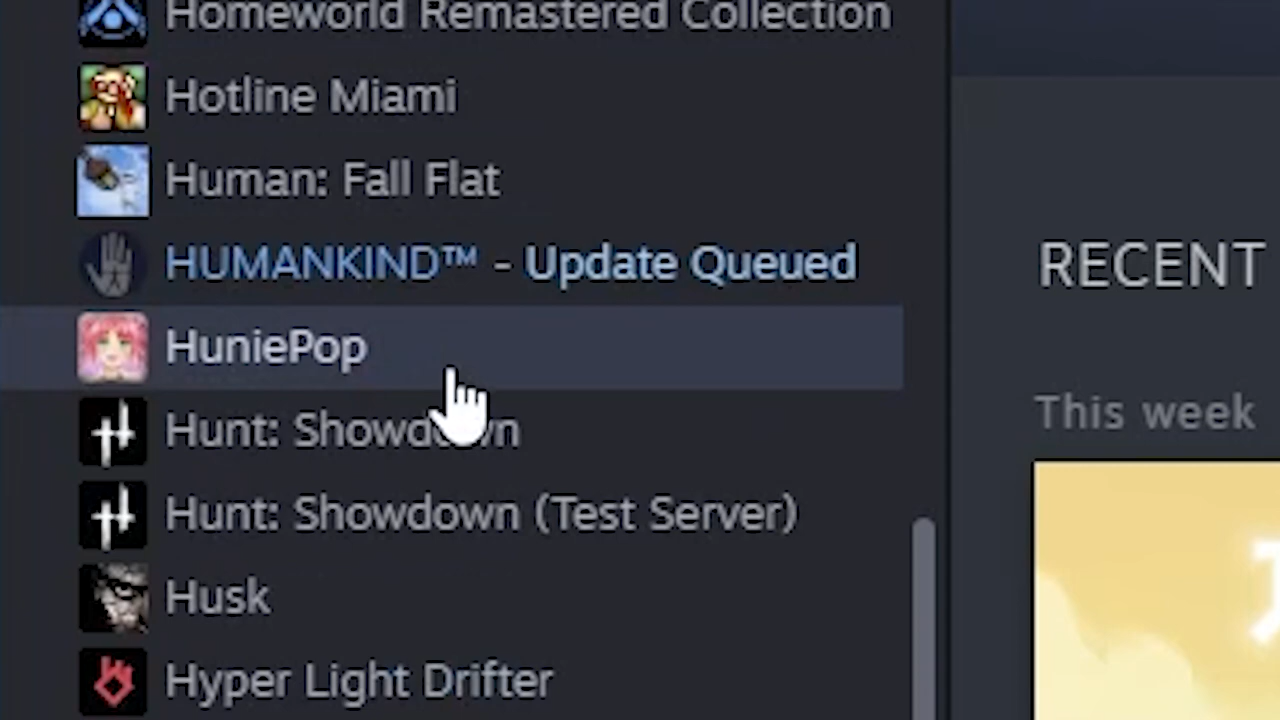 Homeworld Remastered Collection
Hotline Miami
Human: Fall Flat
HUMANKIND™ - Update Queued
HuniePop
Hunt: Showdown
Hunt: Showdown (Test Server)
Husk
Hyper Light Drifter
RECENT
This week